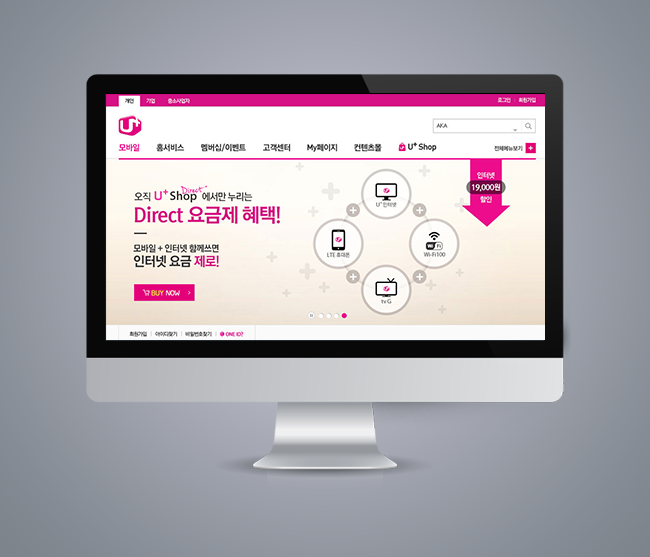 개인 기업 중소사업자 로그인 회원가입
U+
AKA
모바일 홈서비스 멤버십/이벤트 고객센터 My페이지 컨텐츠몰 U+ Shop 전체메뉴보기 +
인터넷
19,000원
할인
오직 U+ Shop Direct 에서만 누리는
Direct 요금제 혜택!
모바일 + 인터넷 함께쓰면
인터넷 요금 제로!
BUY NOW
U+인터넷
LTE 휴대폰
Wi Fi
Wi-Fi100
tv G
회원가입 아이디찾기 비밀번호찾기 ONE ID?